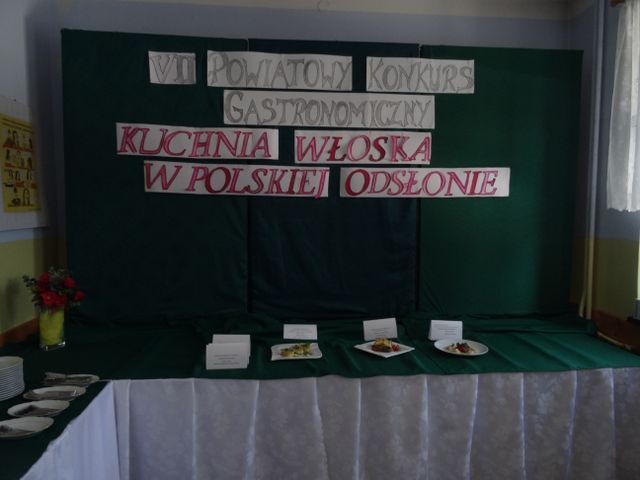 VII POWIATOWY KONKURS
GASTRONOMICZNY
KUCHNIA WŁOSKA
W POLSKIEJ ODSŁONIE